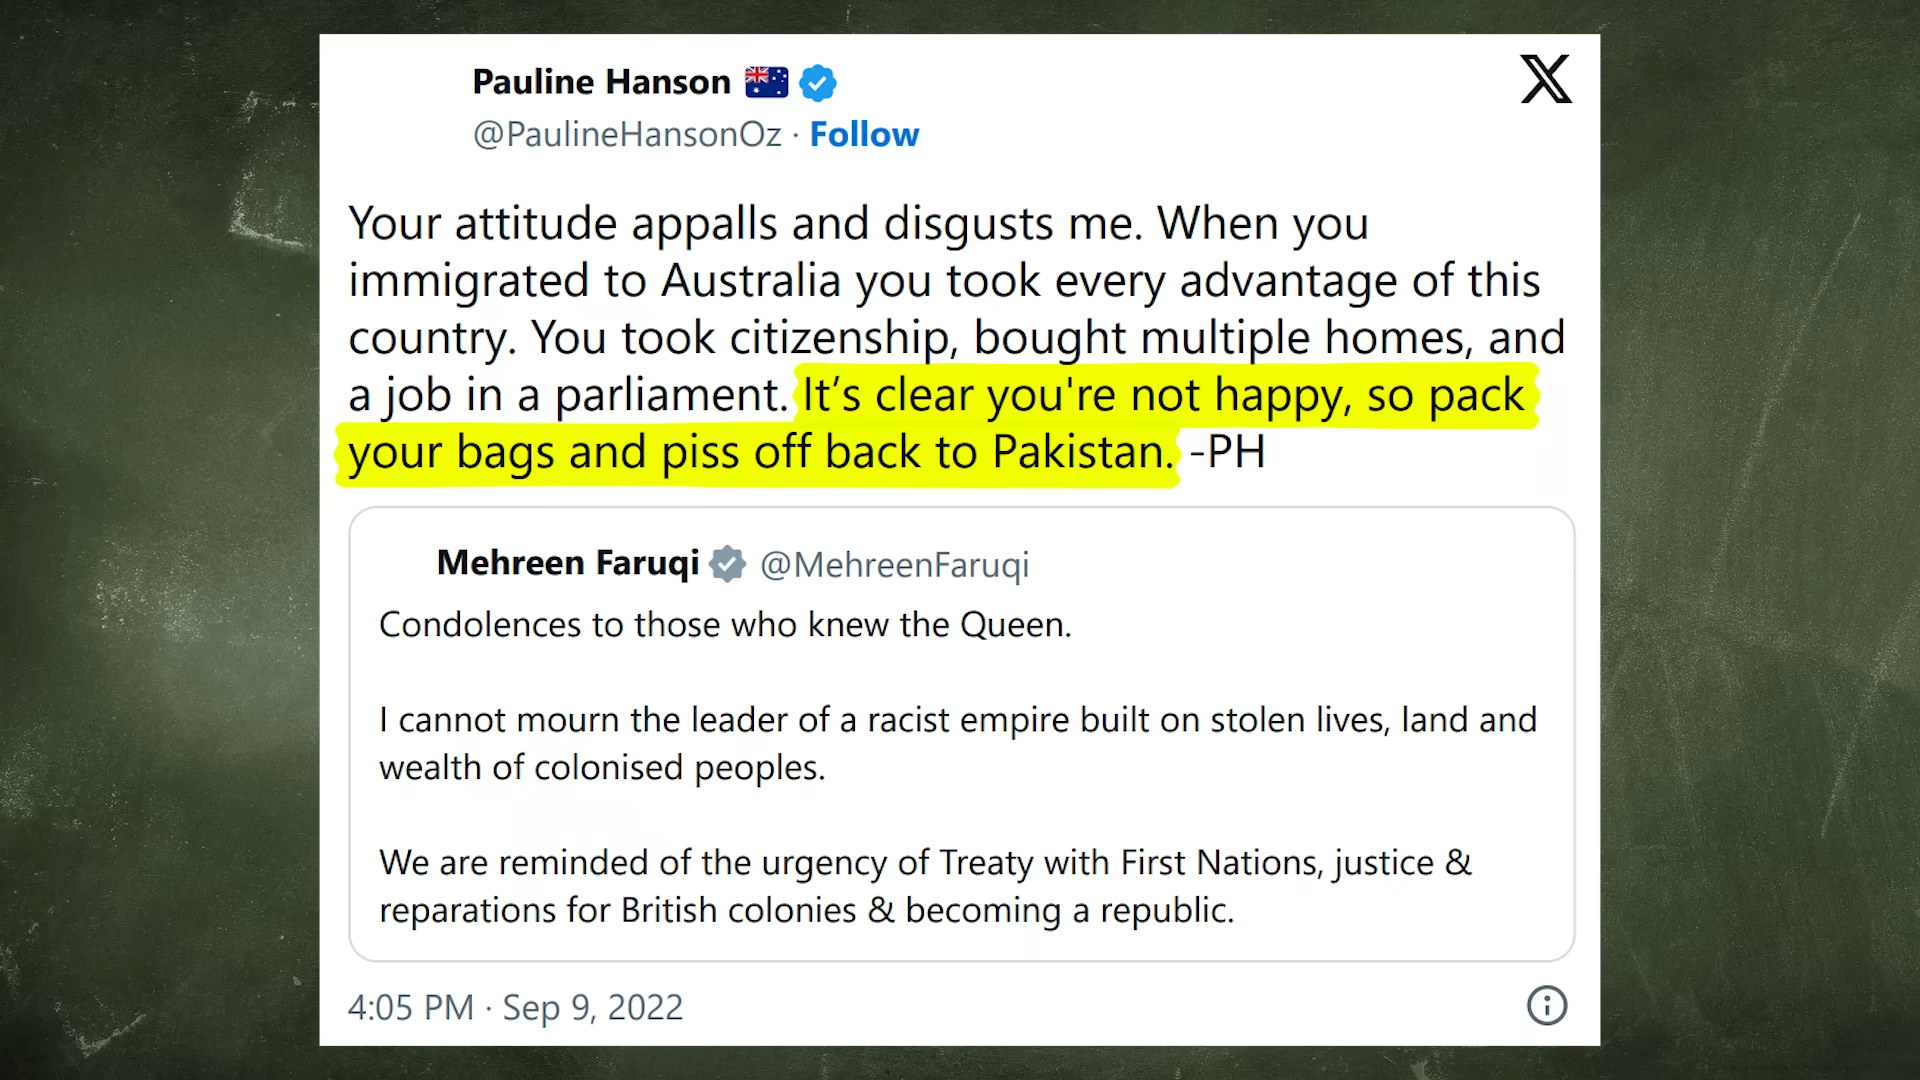 Pauline Hanson 🇦🇺
X
@PaulineHansonOz · Follow
Your attitude appalls and disgusts me. When you
immigrated to Australia you took every advantage of this
country. You took citizenship, bought multiple homes, and
a job in a parliament. It’s clear you're not happy, so pack
your bags and piss off back to Pakistan. -PH
Mehreen Faruqi @MehreenFaruqi
Condolences to those who knew the Queen.
I cannot mourn the leader of a racist empire built on stolen lives, land and
wealth of colonised peoples.
We are reminded of the urgency of Treaty with First Nations, justice &
reparations for British colonies & becoming a republic.
4:05 PM · Sep 9, 2022